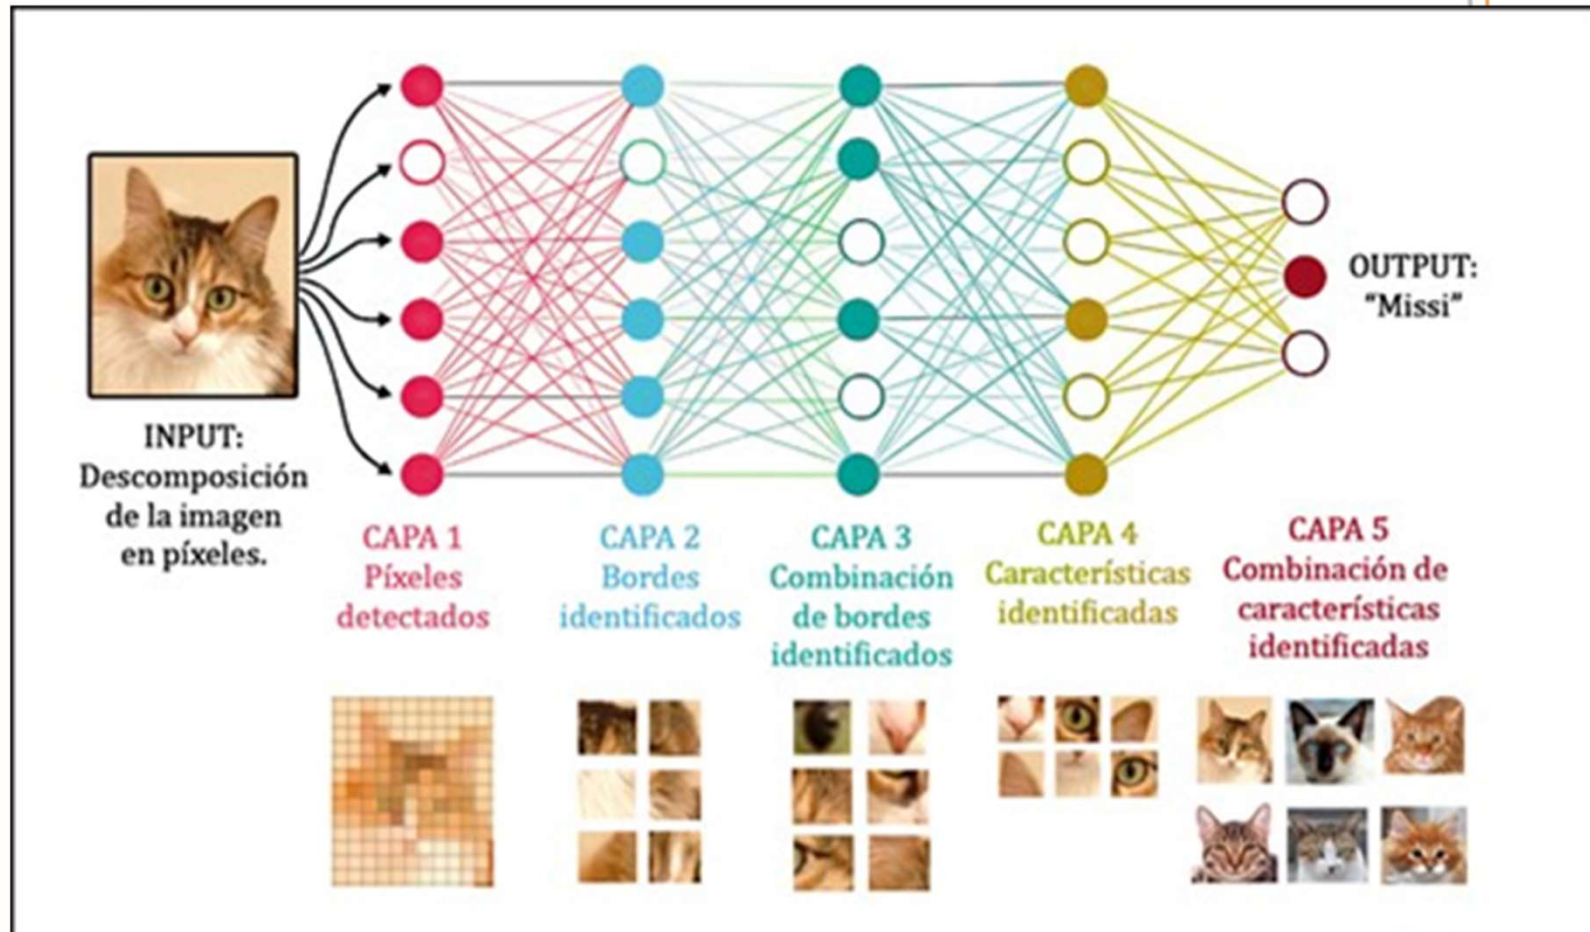 INPUT:
Descomposición
de la imagen
en píxeles.
CAPA 1
Píxeles
detectados
CAPA 2
Bordes
identificados
CAPA 3
Combinación
de bordes
identificados
CAPA 4
Características
identificadas
CAPA 5
Combinación de
características
identificadas
OUTPUT:
“Missi”